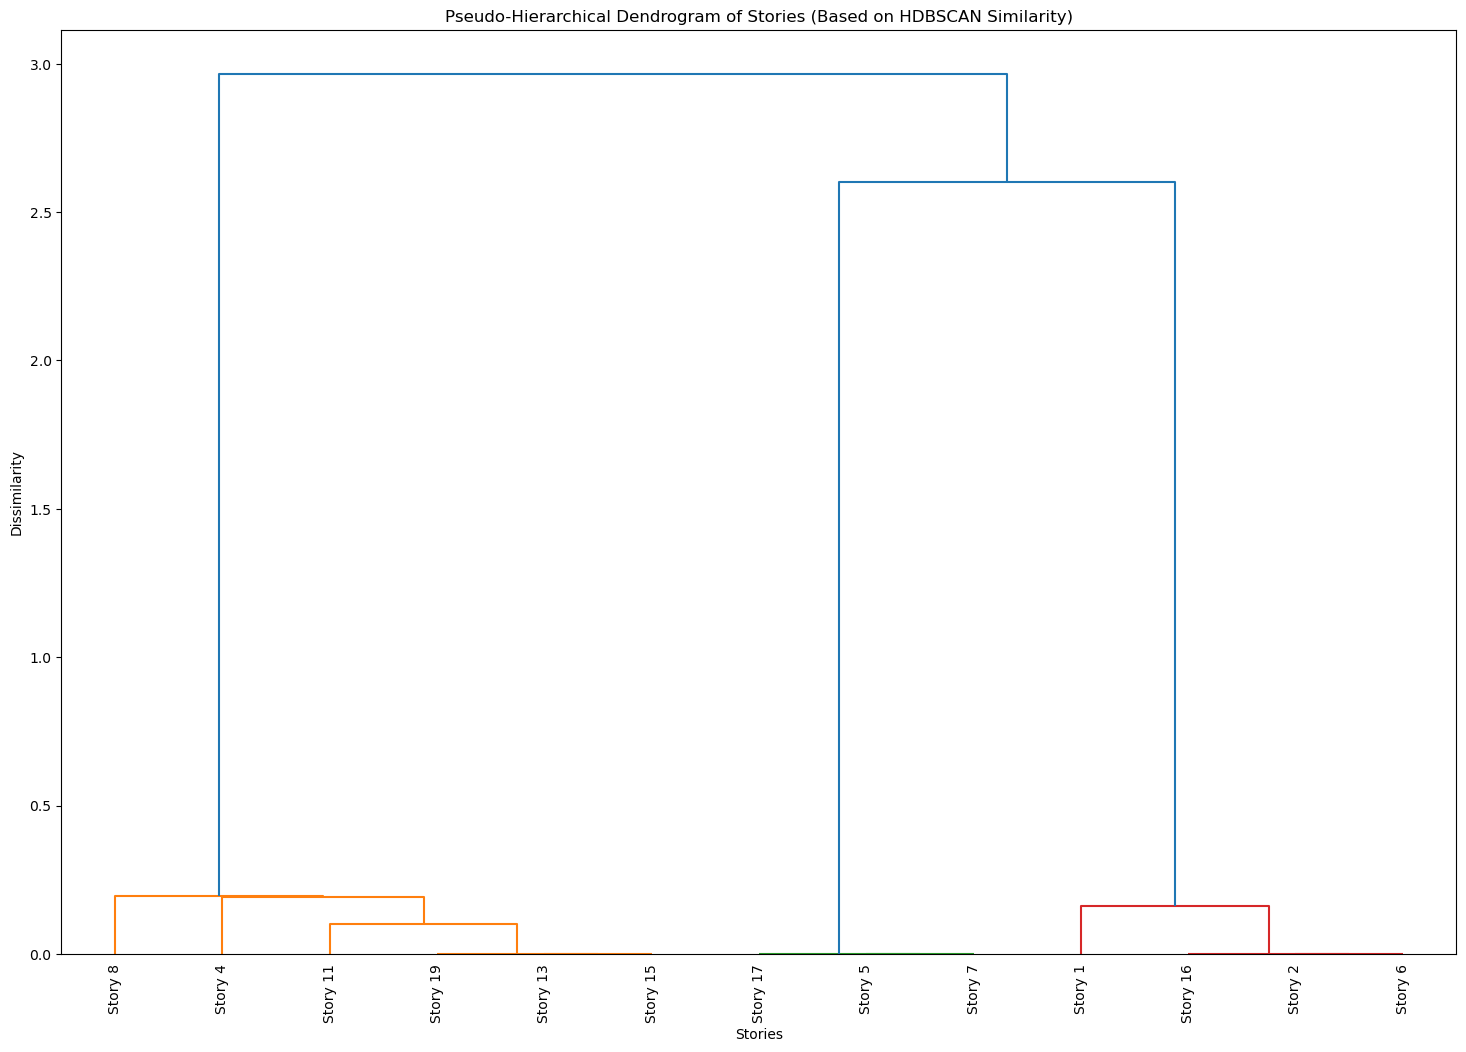 Pseudo-Hierarchical Dendrogram of Stories (Based on HDBSCAN Similarity)
3.0
2.5
2.0
1.5
1.0
0.5
0.0
Dissimilarity
Story 8
Story 4
Story 11
Story 19
Story 13
Story 15
Story 17
Story 5
Story 7
Story 1
Story 16
Story 2
Story 6
Stories